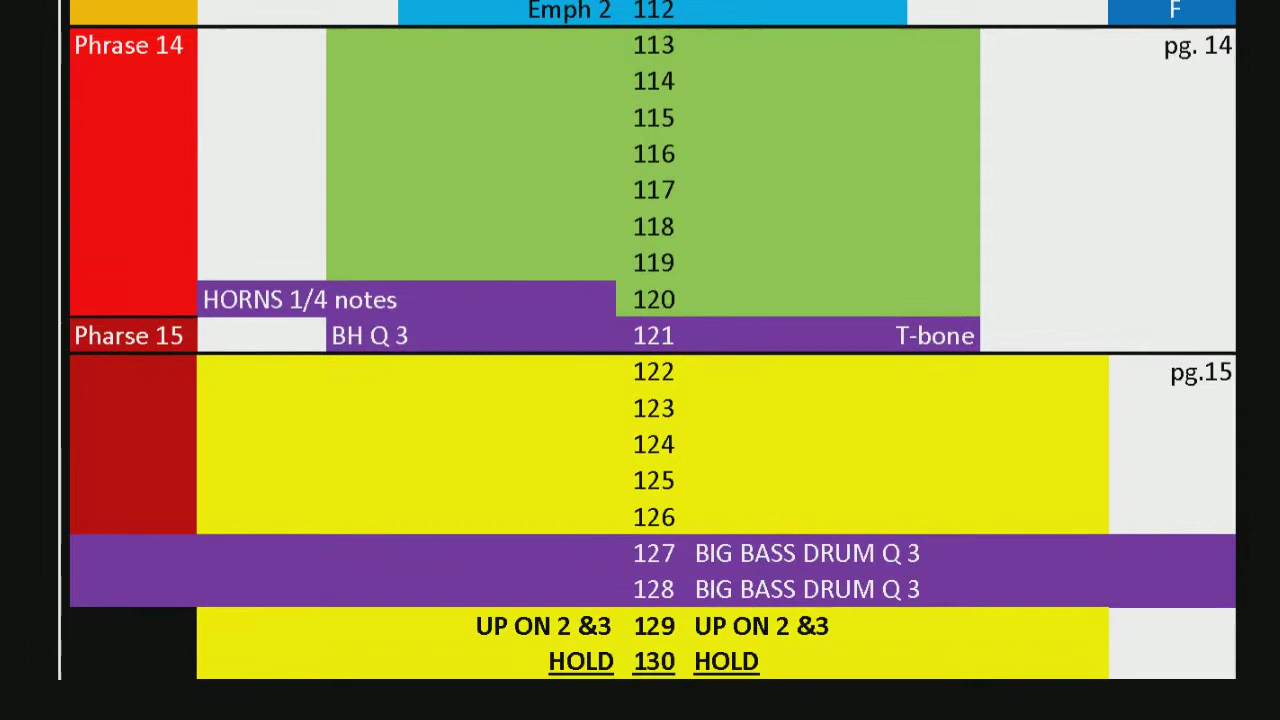 Emph 2 112 F
Phrase 14 113 pg. 14
114
115
116
117
118
119
HORNS 1/4 notes 120
Pharse 15 BH Q 3 121 T-bone
122 pg.15
123
124
125
126
127 BIG BASS DRUM Q 3
128 BIG BASS DRUM Q 3
UP ON 2 &3 129 UP ON 2 &3
HOLD 130 HOLD